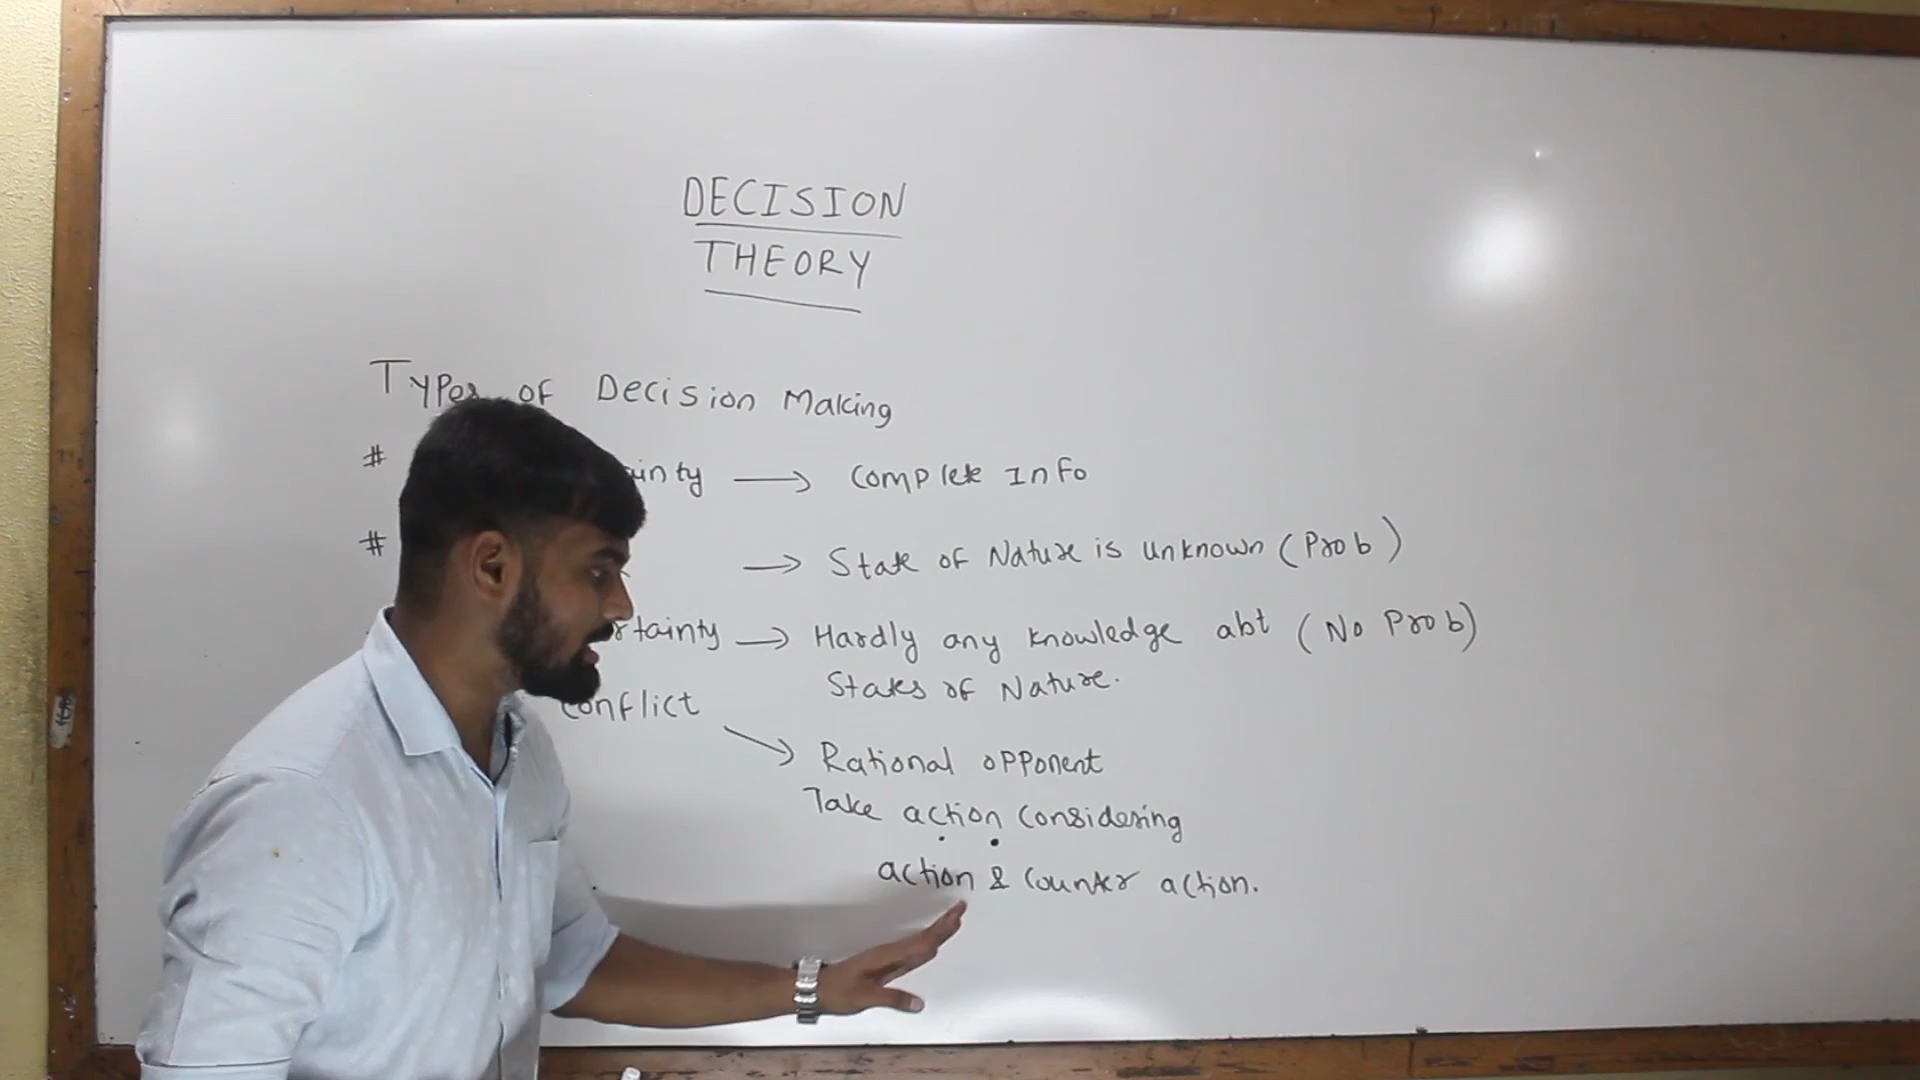 DECISION
THEORY
Types of Decision Making
# ainty → Complete Info
# → State of Nature is unknown (Prob)
rtainty → Hardly any knowledge abt (No Prob)
States of Nature.
Conflict
→ Rational opponent
Take action considering
action & counter action.